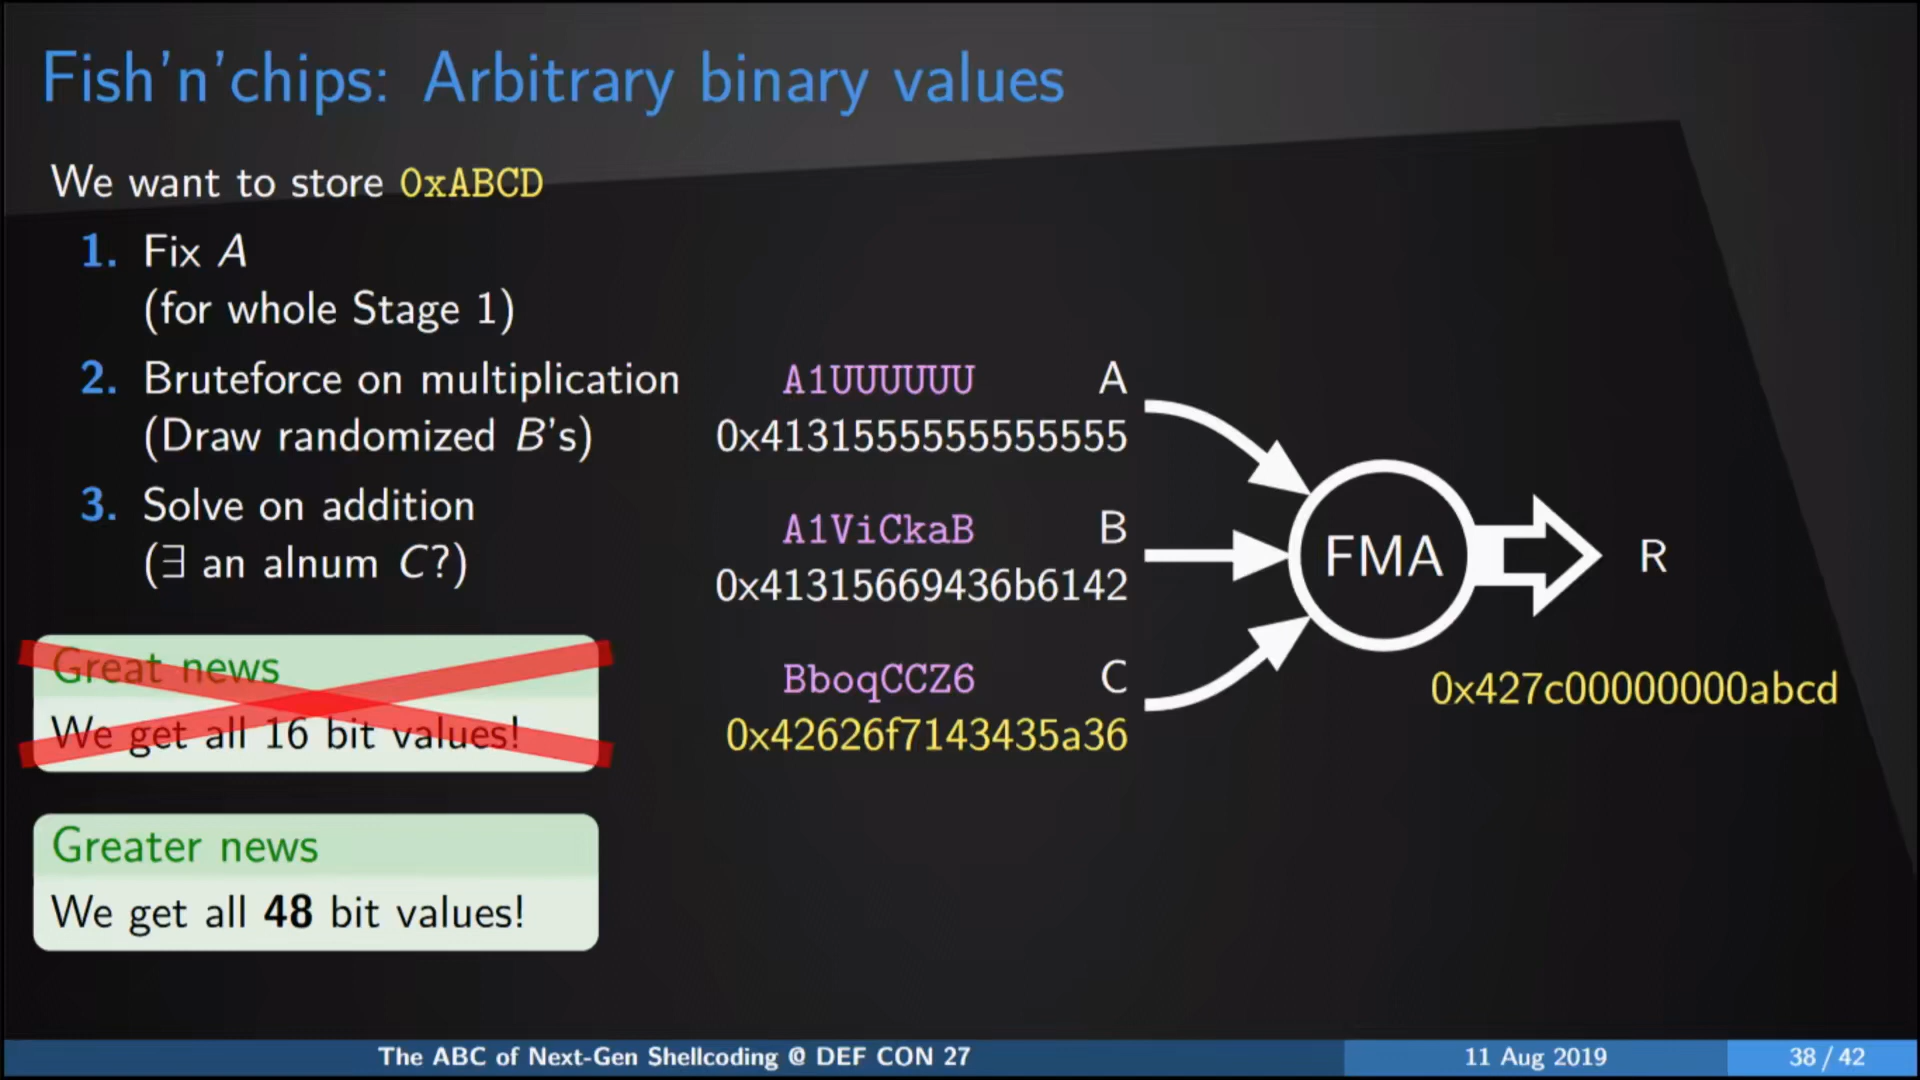 Fish'n'chips: Arbitrary binary values
We want to store 0xABCD
1. Fix A
(for whole Stage 1)
2. Bruteforce on multiplication
(Draw randomized B's)
3. Solve on addition
(∃ an alnum C?)
Great news
We get all 16 bit values!
Greater news
We get all 48 bit values!
A1UUUUUU A
0x4131555555555555
A1ViCkaB B
0x41315669436b6142
BboqCCZ6 C
0x42626f7143435a36
FMA
R
0x427c00000000abcd
The ABC of Next-Gen Shellcoding @ DEF CON 27
11 Aug 2019
38 / 42